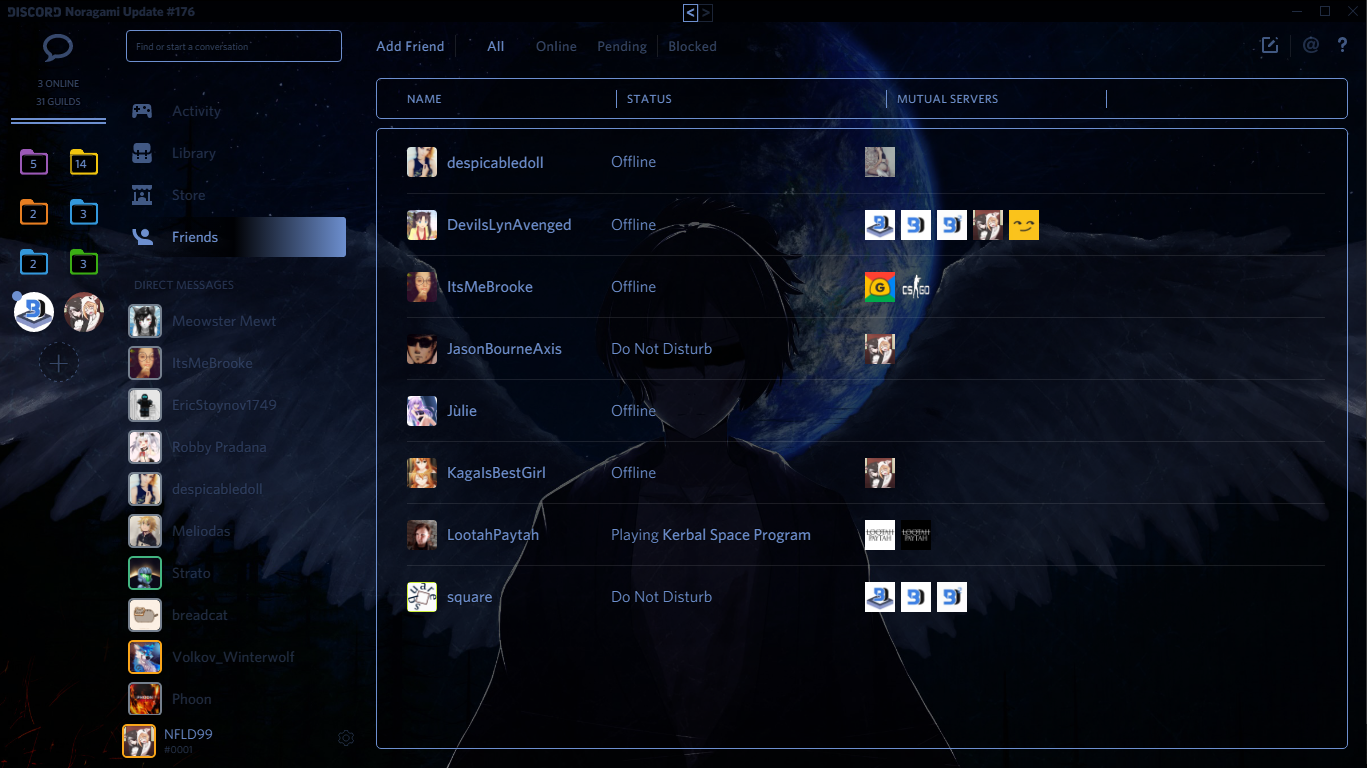 DISCORD Noragami Update #176
< >
3 ONLINE
31 GUILDS
5
14
2
3
2
3
Find or start a conversation
Activity
Library
Store
Friends
DIRECT MESSAGES
Meowster Mewt
ItsMeBrooke
EricStoynov1749
Robby Pradana
despicabledoll
Meliodas
Strato
breadcat
Volkov_Winterwolf
Phoon
NFLD99
#0001
Add Friend All Online Pending Blocked
@ ?
NAME STATUS MUTUAL SERVERS
despicabledoll Offline
DevilsLynAvenged Offline
ItsMeBrooke Offline G CS GO
JasonBourneAxis Do Not Disturb
Jùlie Offline
KagaIsBestGirl Offline
LootahPaytah Playing Kerbal Space Program LOOTAH PAYTAH LOOTAH PAYTAH
square Do Not Disturb